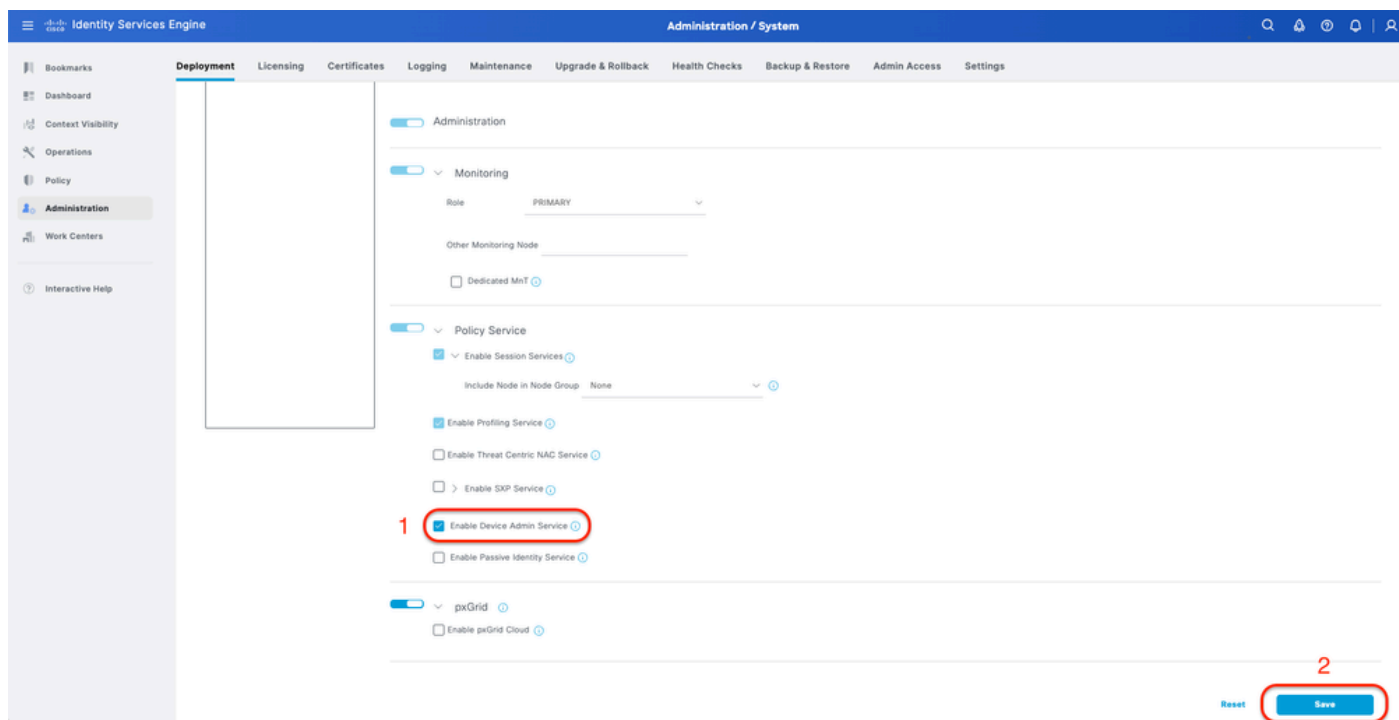 cisco Identity Services Engine
Administration / System
Bookmarks
Dashboard
Context Visibility
Operations
Policy
Administration
Work Centers
Interactive Help
Deployment Licensing Certificates Logging Maintenance Upgrade & Rollback Health Checks Backup & Restore Admin Access Settings
Administration
Monitoring
Role PRIMARY
Other Monitoring Node
Dedicated MnT
Policy Service
Enable Session Services
Include Node in Node Group None
Enable Profiling Service
Enable Threat Centric NAC Service
Enable SXP Service
1 Enable Device Admin Service
Enable Passive Identity Service
pxGrid
Enable pxGrid Cloud
2
Reset Save